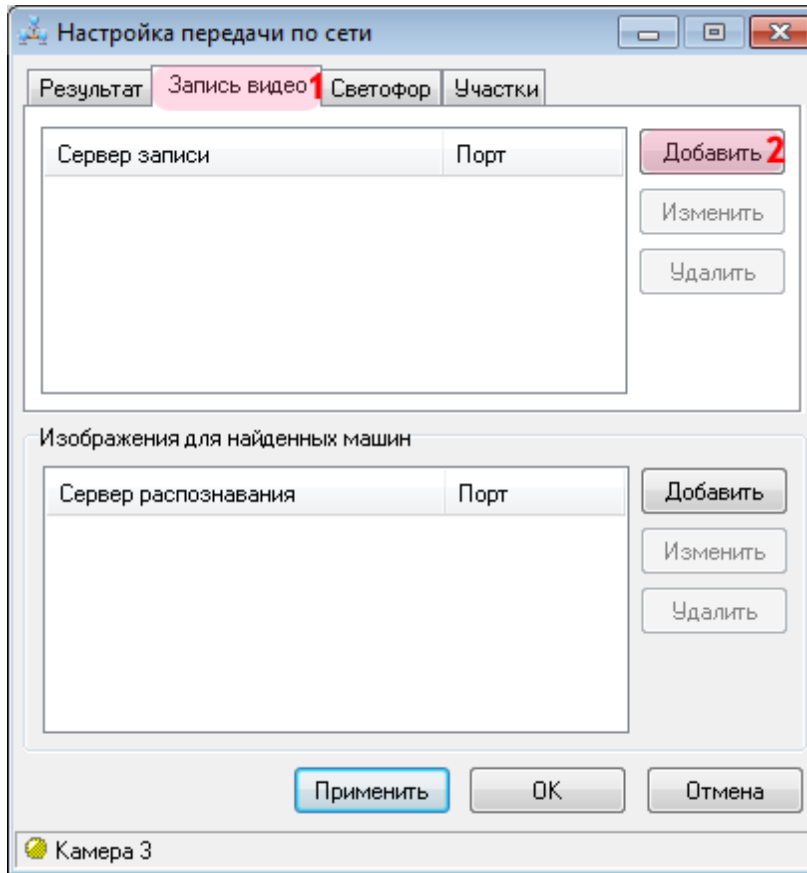 Настройка передачи по сети
Результат Запись видео 1 Светофор Участки
Сервер записи Порт Добавить 2
Изменить
Удалить
Изображения для найденных машин
Сервер распознавания Порт Добавить
Изменить
Удалить
Применить OK Отмена
Камера 3